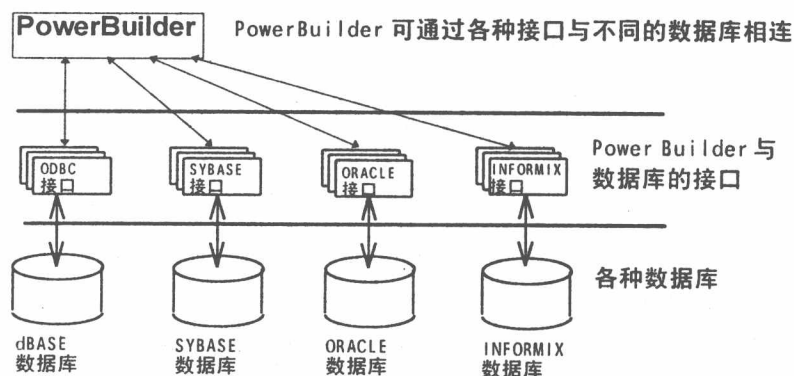 PowerBuilder
PowerBuilder 可通过各种接口与不同的数据库相连
ODBC
接口
SYBASE
接口
ORACLE
接口
INFORMIX
接口
Power Builder 与
数据库的接口
各种数据库
dBASE
数据库
SYBASE
数据库
ORACLE
数据库
INFORMIX
数据库